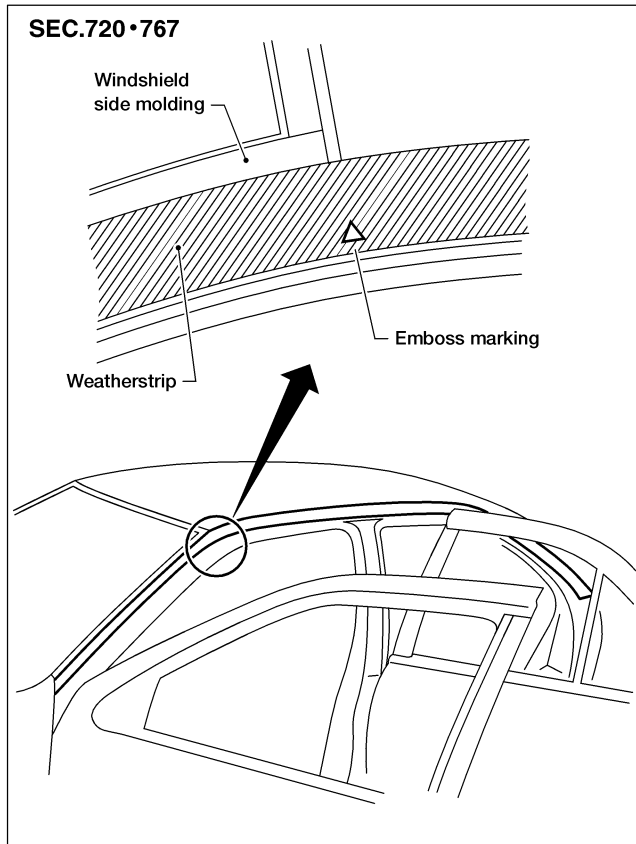 SEC.720•767
Windshield
side molding
Emboss marking
Weatherstrip